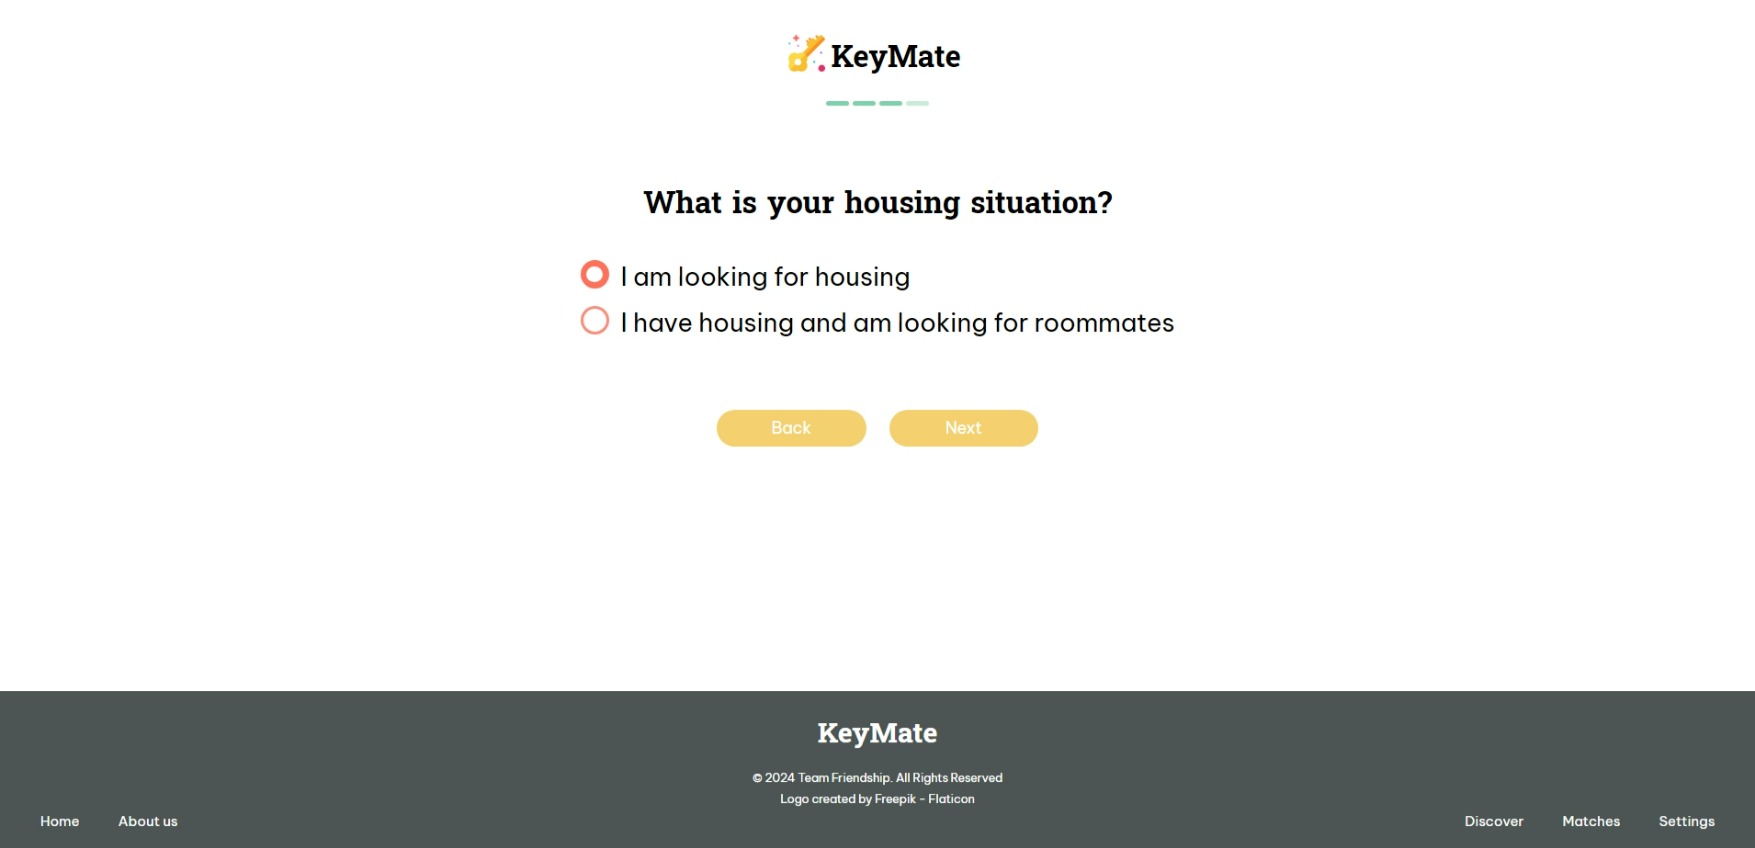 KeyMate
What is your housing situation?
I am looking for housing
I have housing and am looking for roommates
Back
Next
KeyMate
© 2024 Team Friendship. All Rights Reserved
Logo created by Freepik - Flaticon
Home
About us
Discover
Matches
Settings